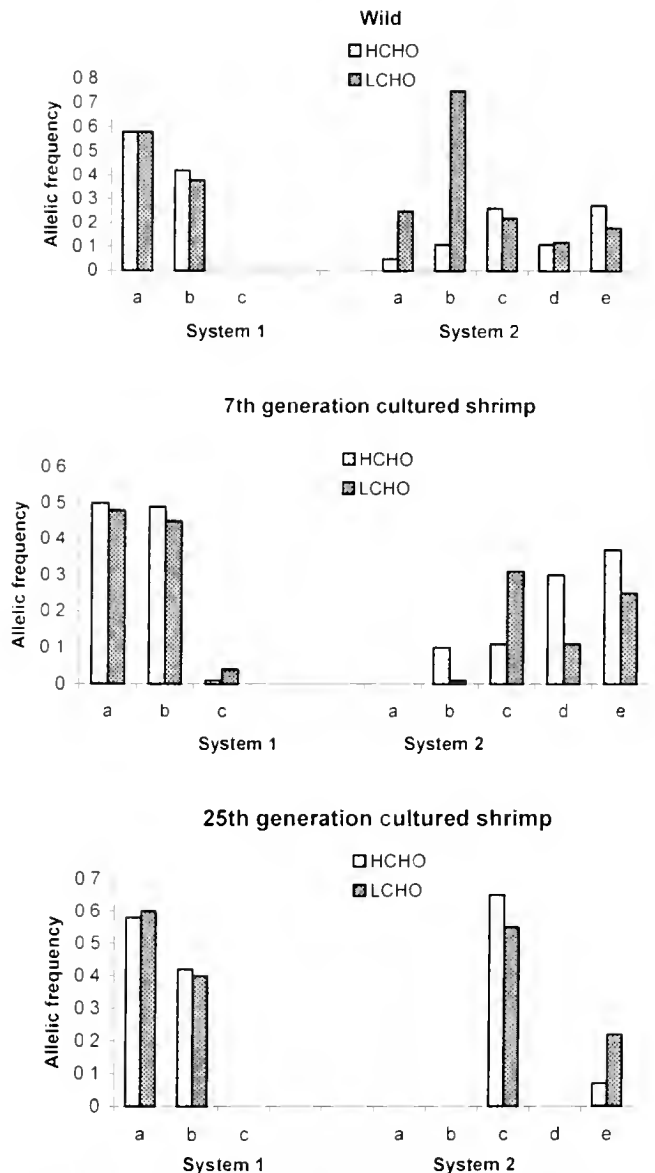 Wild
HCHO
LCHO
0 8
0 7
0 6
0 5
0 4
0 3
0 2
0 1
0
Allelic frequency
a b c a b c d e
System 1 System 2
7th generation cultured shrimp
HCHO
LCHO
0 6
0 5
0 4
0 3
0 2
0 1
0
Allelic frequency
a b c a b c d e
System 1 System 2
25th generation cultured shrimp
HCHO
LCHO
0 7
0 6
0 5
0 4
0 3
0 2
0 1
0
Allelic frequency
a b c a b c d e
System 1 System 2